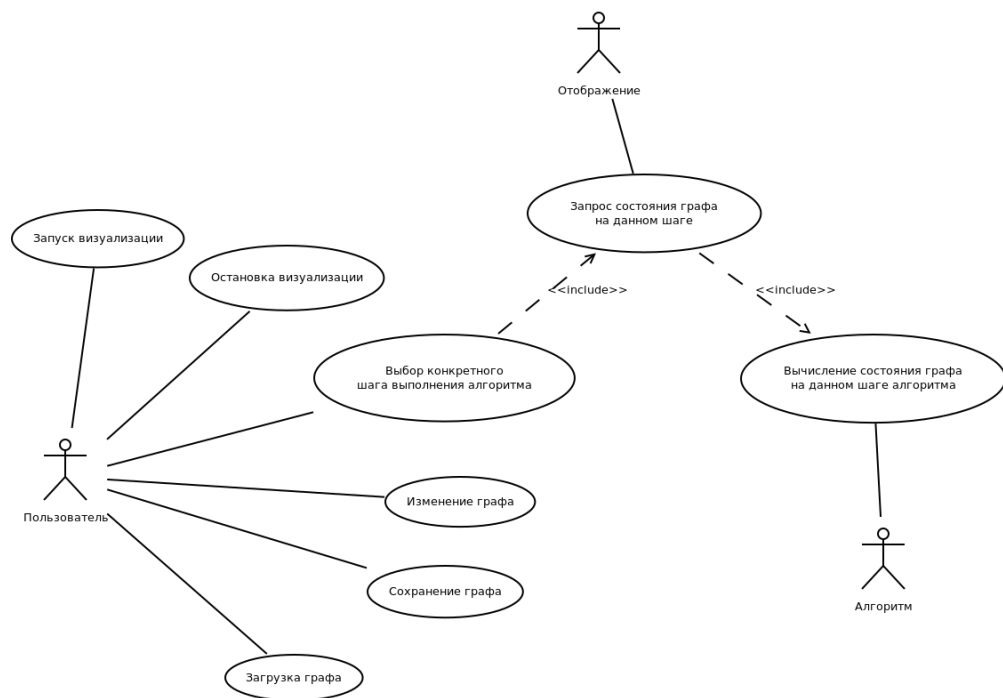 Отображение
Запрос состояния графа
на данном шаге
Запуск визуализации
Остановка визуализации
<<include>>
<<include>>
Выбор конкретного
шага выполнения алгоритма
Вычисление состояния графа
на данном шаге алгоритма
Изменение графа
Пользователь
Сохранение графа
Алгоритм
Загрузка графа